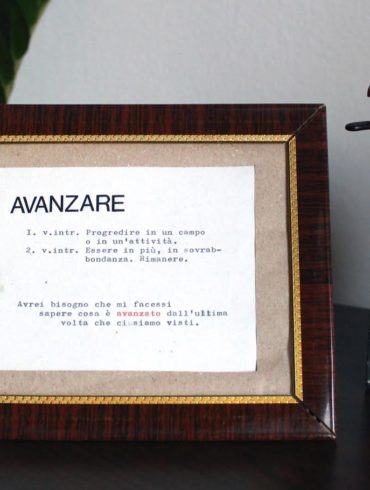 AVANZARE
1. v.intr. Progredire in un campo
o in un'attività.
2. v.intr. Essere in più, in sovrab-
bondanza. Rimanere.
Avrei bisogno che mi facessi
sapere cosa è avanzato dall'ultima
volta che ci siamo visti.